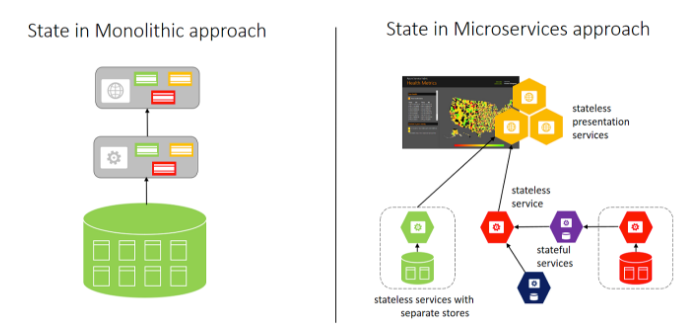 State in Monolithic approach
State in Microservices approach
Health Metrics
stateless
presentation
services
stateless
service
stateful
services
stateless services with
separate stores